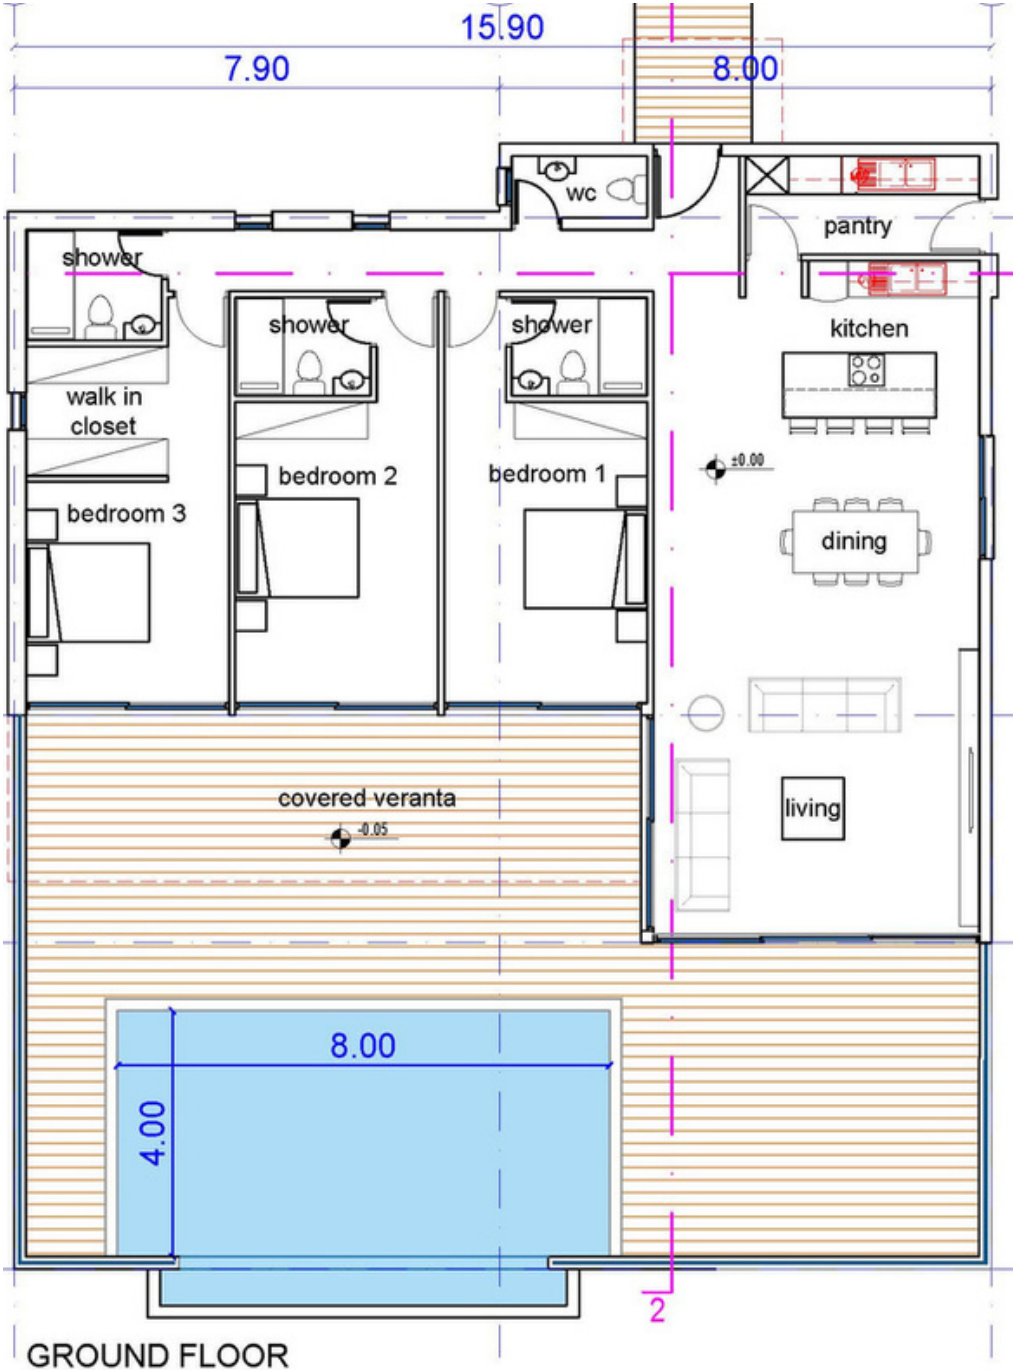 15.90
7.90
8.00
wc
pantry
shower
shower
shower
kitchen
walk in
closet
±0.00
bedroom 2
bedroom 1
bedroom 3
dining
covered veranta
living
-0.05
8.00
4.00
2
GROUND FLOOR